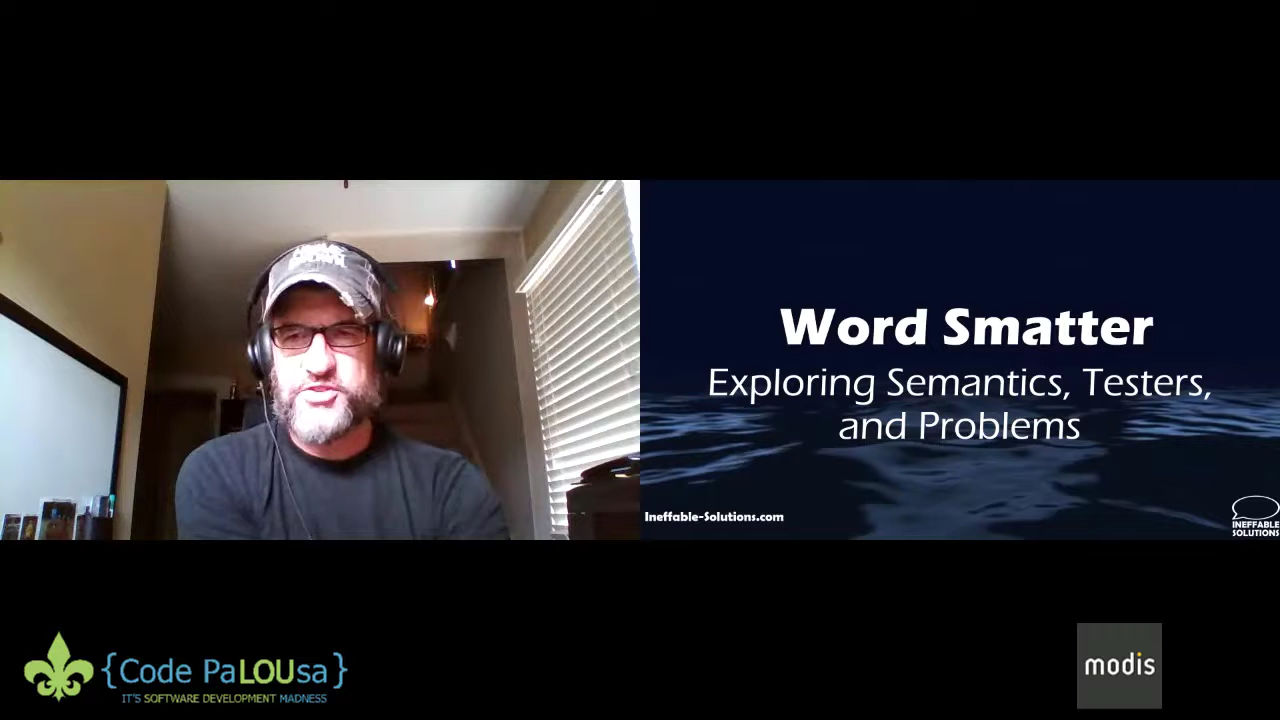 Word Smatter
Exploring Semantics, Testers,
and Problems
Ineffable-Solutions.com
INEFFABLE
SOLUTIONS
{Code PaLOUsa}
IT'S SOFTWARE DEVELOPMENT MADNESS
modis